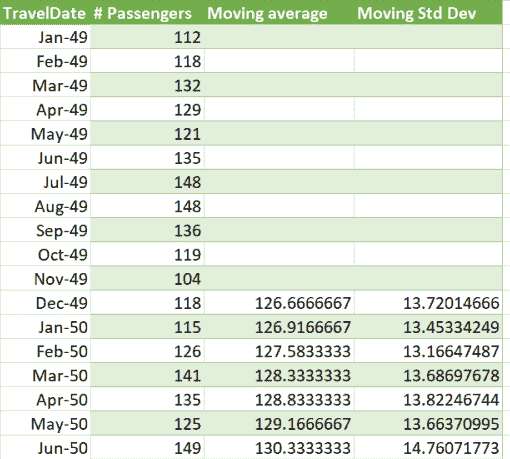 TravelDate # Passengers Moving average Moving Std Dev
Jan-49 112
Feb-49 118
Mar-49 132
Apr-49 129
May-49 121
Jun-49 135
Jul-49 148
Aug-49 148
Sep-49 136
Oct-49 119
Nov-49 104
Dec-49 118 126.6666667 13.72014666
Jan-50 115 126.9166667 13.45334249
Feb-50 126 127.5833333 13.16647487
Mar-50 141 128.3333333 13.68697678
Apr-50 135 128.8333333 13.82246744
May-50 125 129.1666667 13.66370995
Jun-50 149 130.3333333 14.76071773